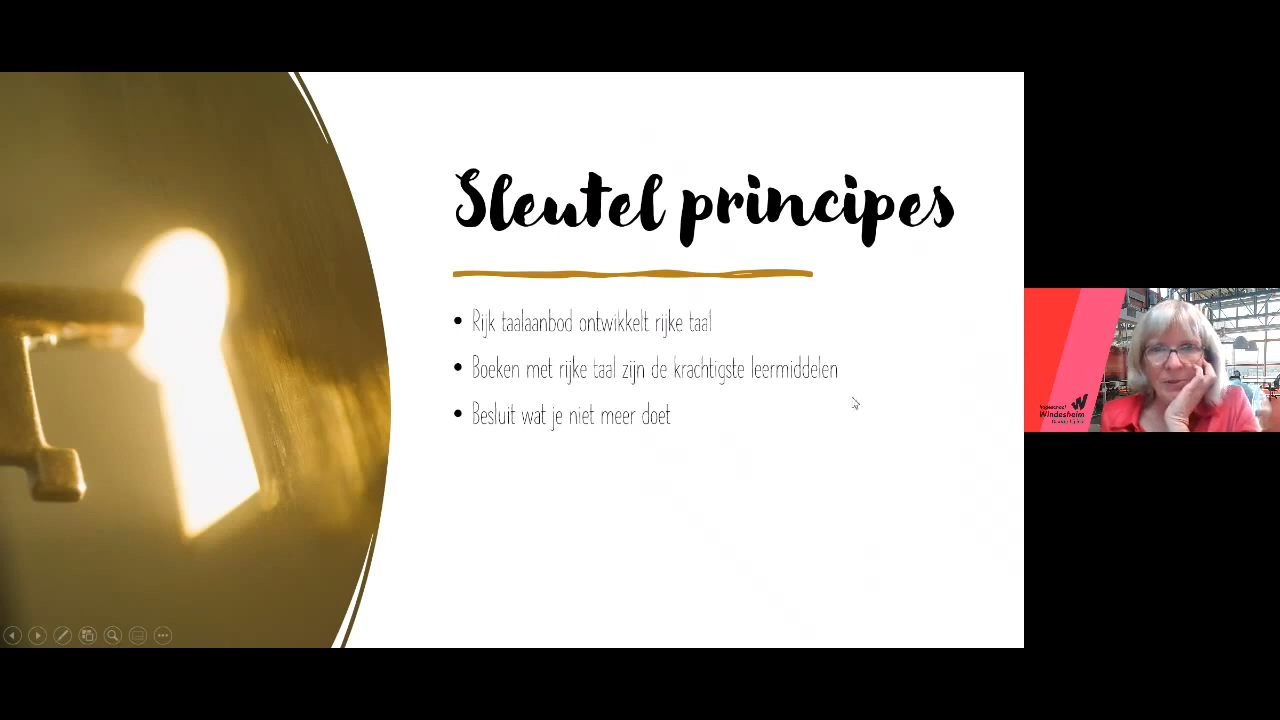 Sleutel principes
• Rijk taalaanbod ontwikkelt rijke taal
• Boeken met rijke taal zijn de krachtigste leermiddelen
• Besluit wat je niet meer doet
Hogeschool
Windesheim